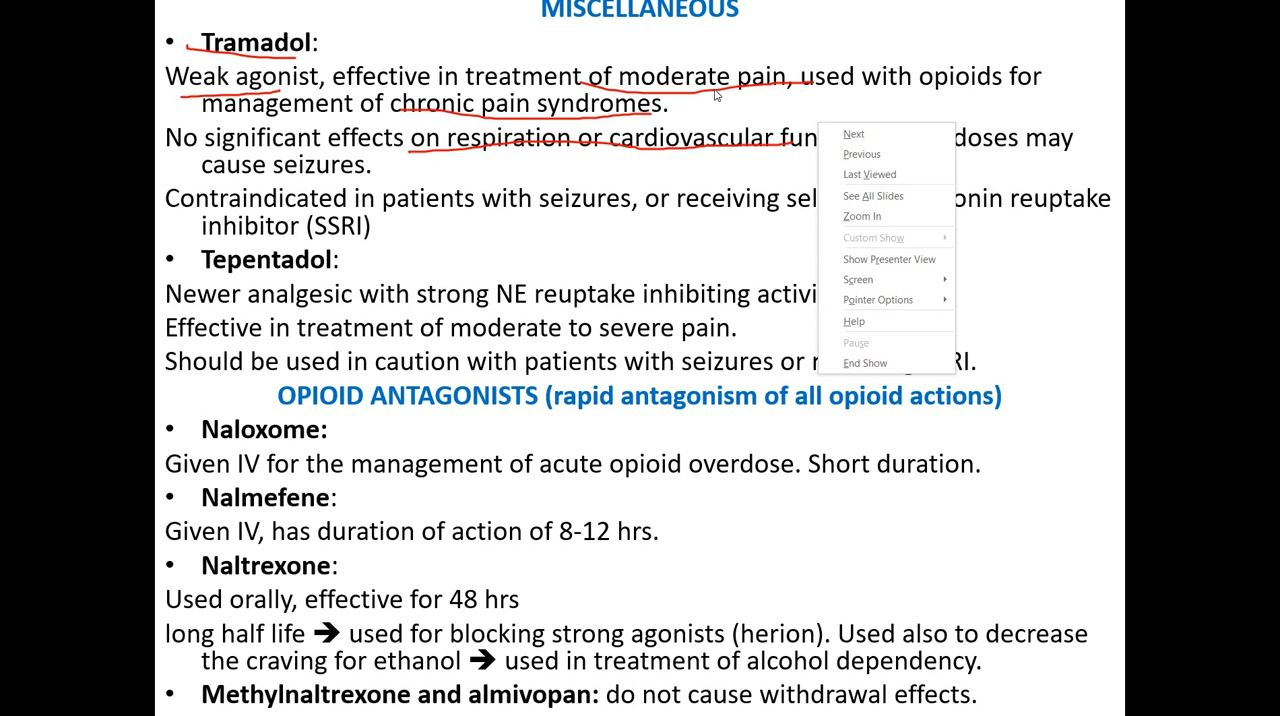 MISCELLANEOUS
• Tramadol:
Weak agonist, effective in treatment of moderate pain, used with opioids for
management of chronic pain syndromes.
No significant effects on respiration or cardiovascular fun doses may
cause seizures.
Contraindicated in patients with seizures, or receiving sel onin reuptake
inhibitor (SSRI)
• Tepentadol:
Newer analgesic with strong NE reuptake inhibiting activi
Effective in treatment of moderate to severe pain.
Should be used in caution with patients with seizures or RI.
OPIOID ANTAGONISTS (rapid antagonism of all opioid actions)
• Naloxome:
Given IV for the management of acute opioid overdose. Short duration.
• Nalmefene:
Given IV, has duration of action of 8-12 hrs.
• Naltrexone:
Used orally, effective for 48 hrs
long half life ➔ used for blocking strong agonists (herion). Used also to decrease
the craving for ethanol ➔ used in treatment of alcohol dependency.
• Methylnaltrexone and almivopan: do not cause withdrawal effects.
Next
Previous
Last Viewed
See All Slides
Zoom In
Custom Show
Show Presenter View
Screen
Pointer Options
Help
Pause
End Show